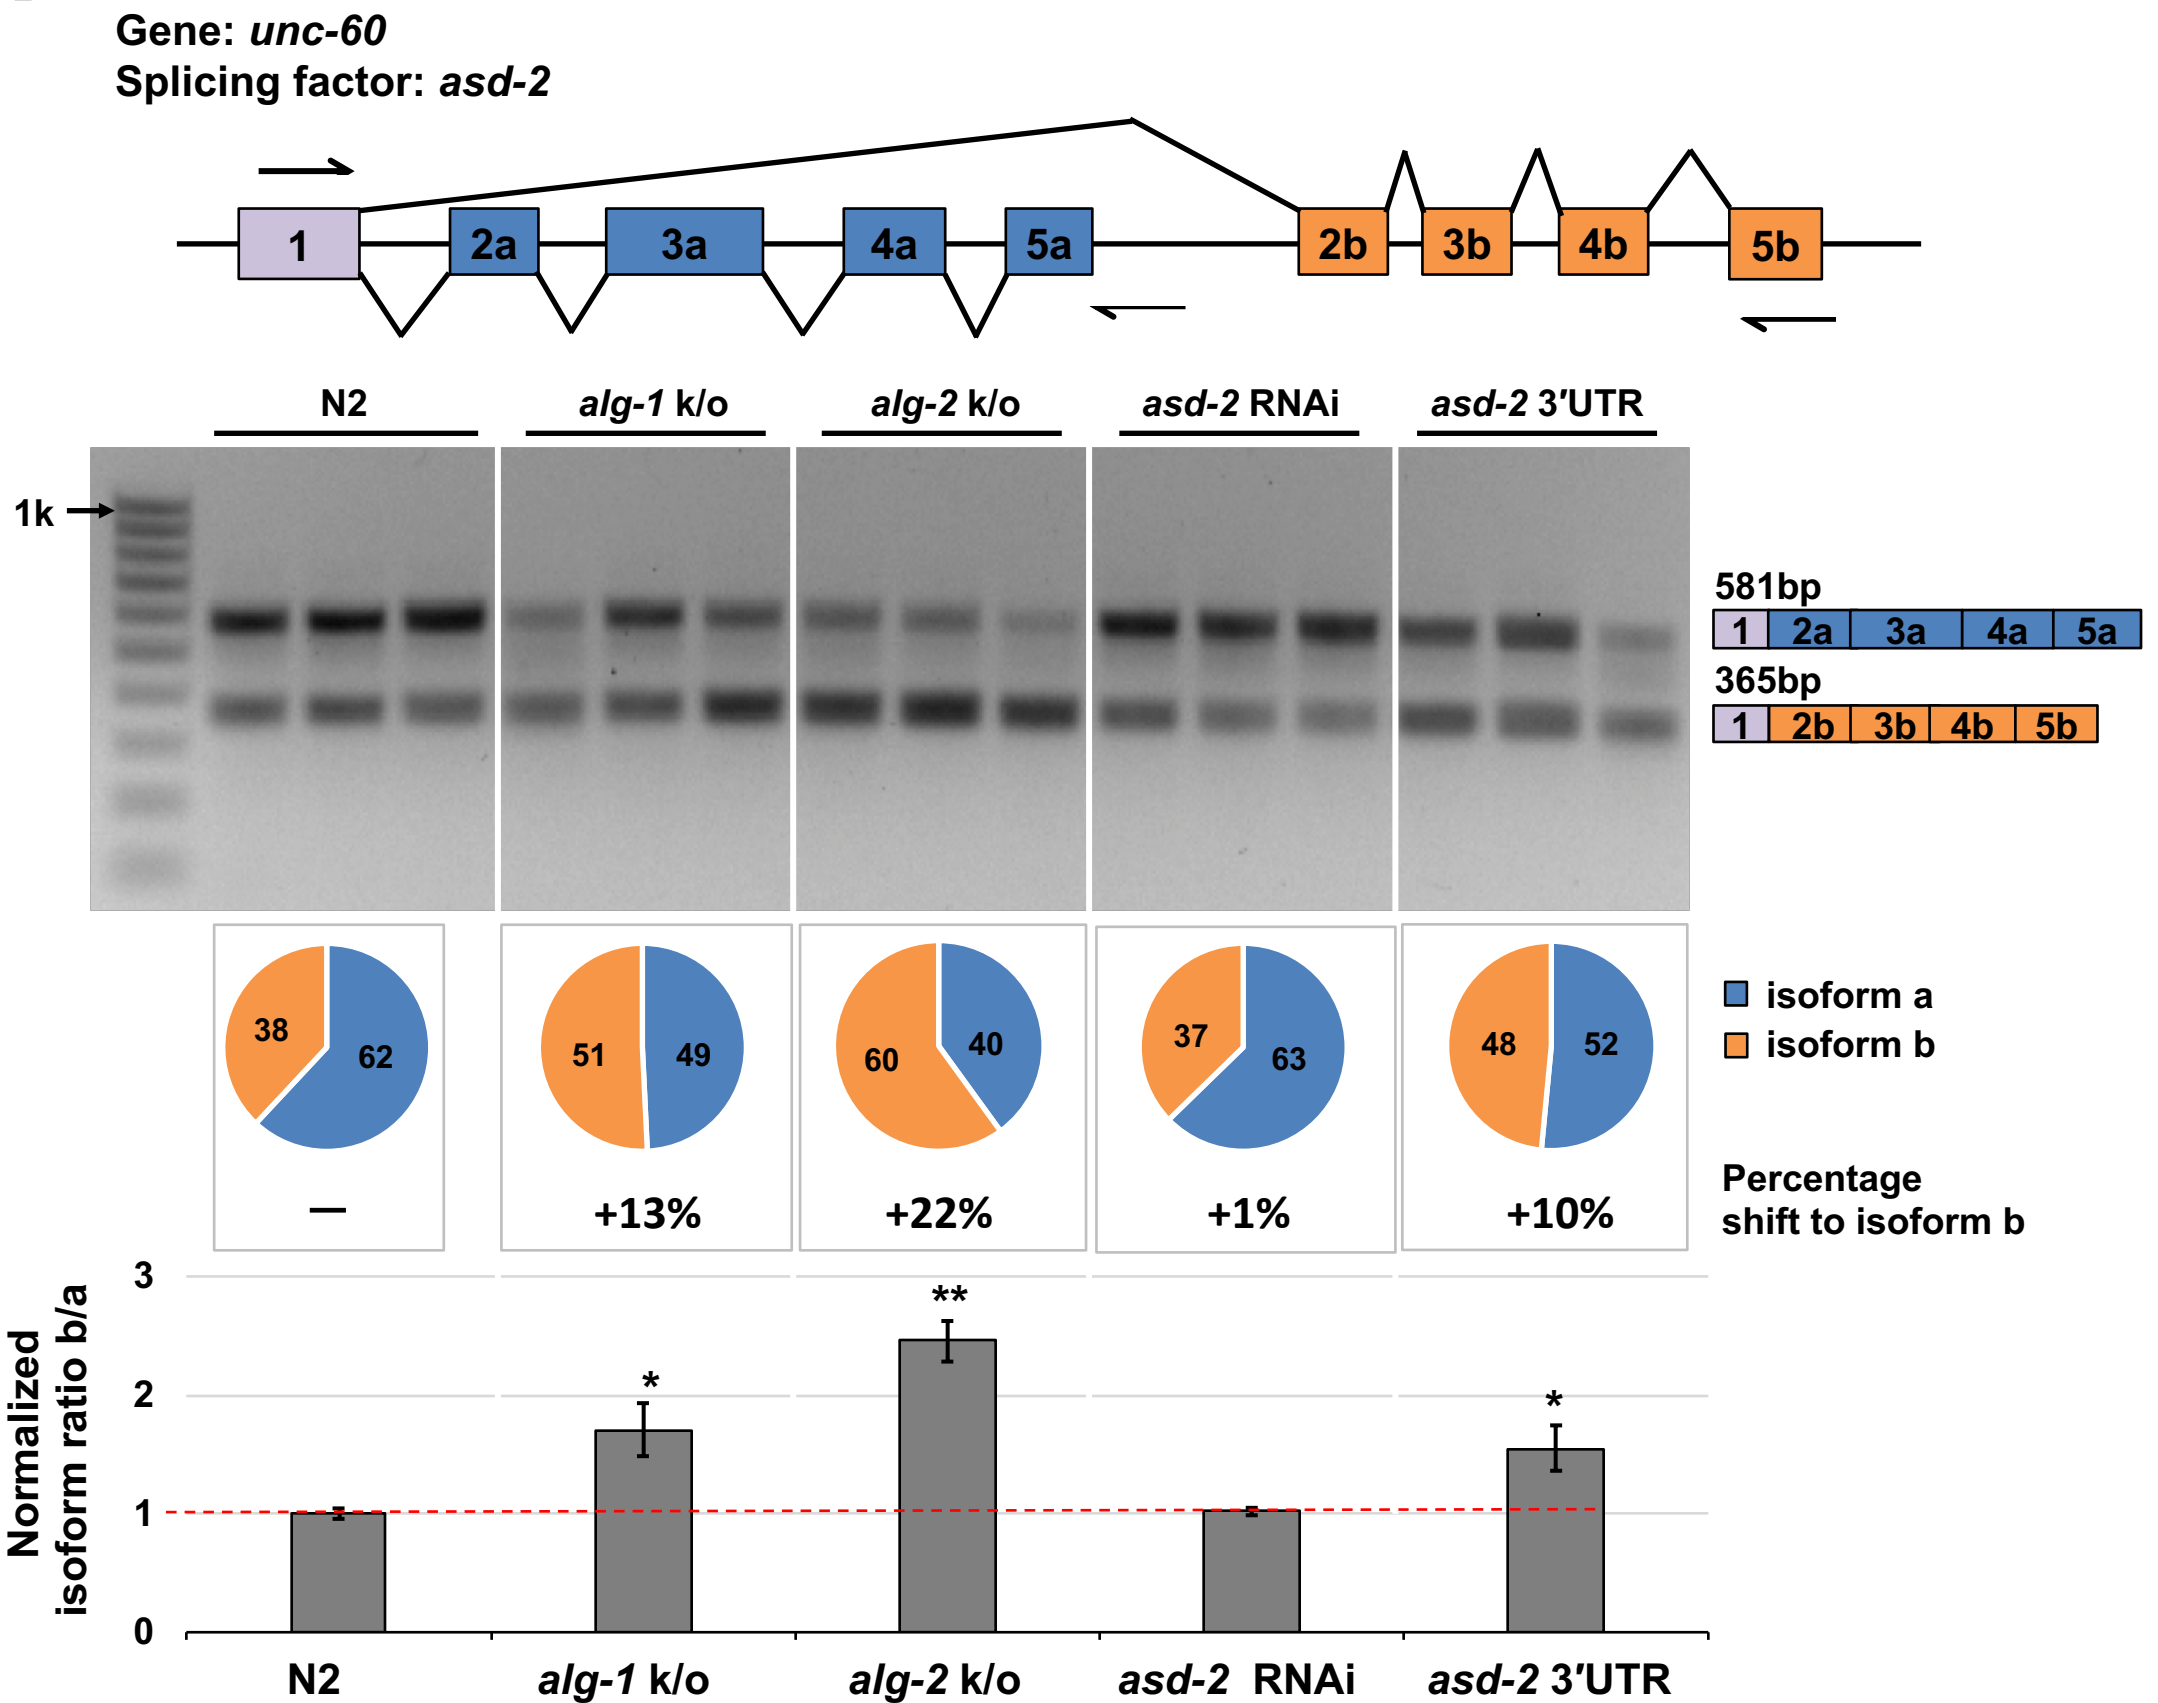 Gene: unc-60
Splicing factor: asd-2
1 2a 3a 4a 5a 2b 3b 4b 5b
N2 alg-1 k/o alg-2 k/o asd-2 RNAi asd-2 3′UTR
1k
581bp
1 2a 3a 4a 5a
365bp
1 2b 3b 4b 5b
38 62 51 49 60 40 37 63 48 52
isoform a
isoform b
— +13% +22% +1% +10%
Percentage
shift to isoform b
Normalized
isoform ratio b/a
3
2
1
0
* ** *
N2 alg-1 k/o alg-2 k/o asd-2 RNAi asd-2 3′UTR